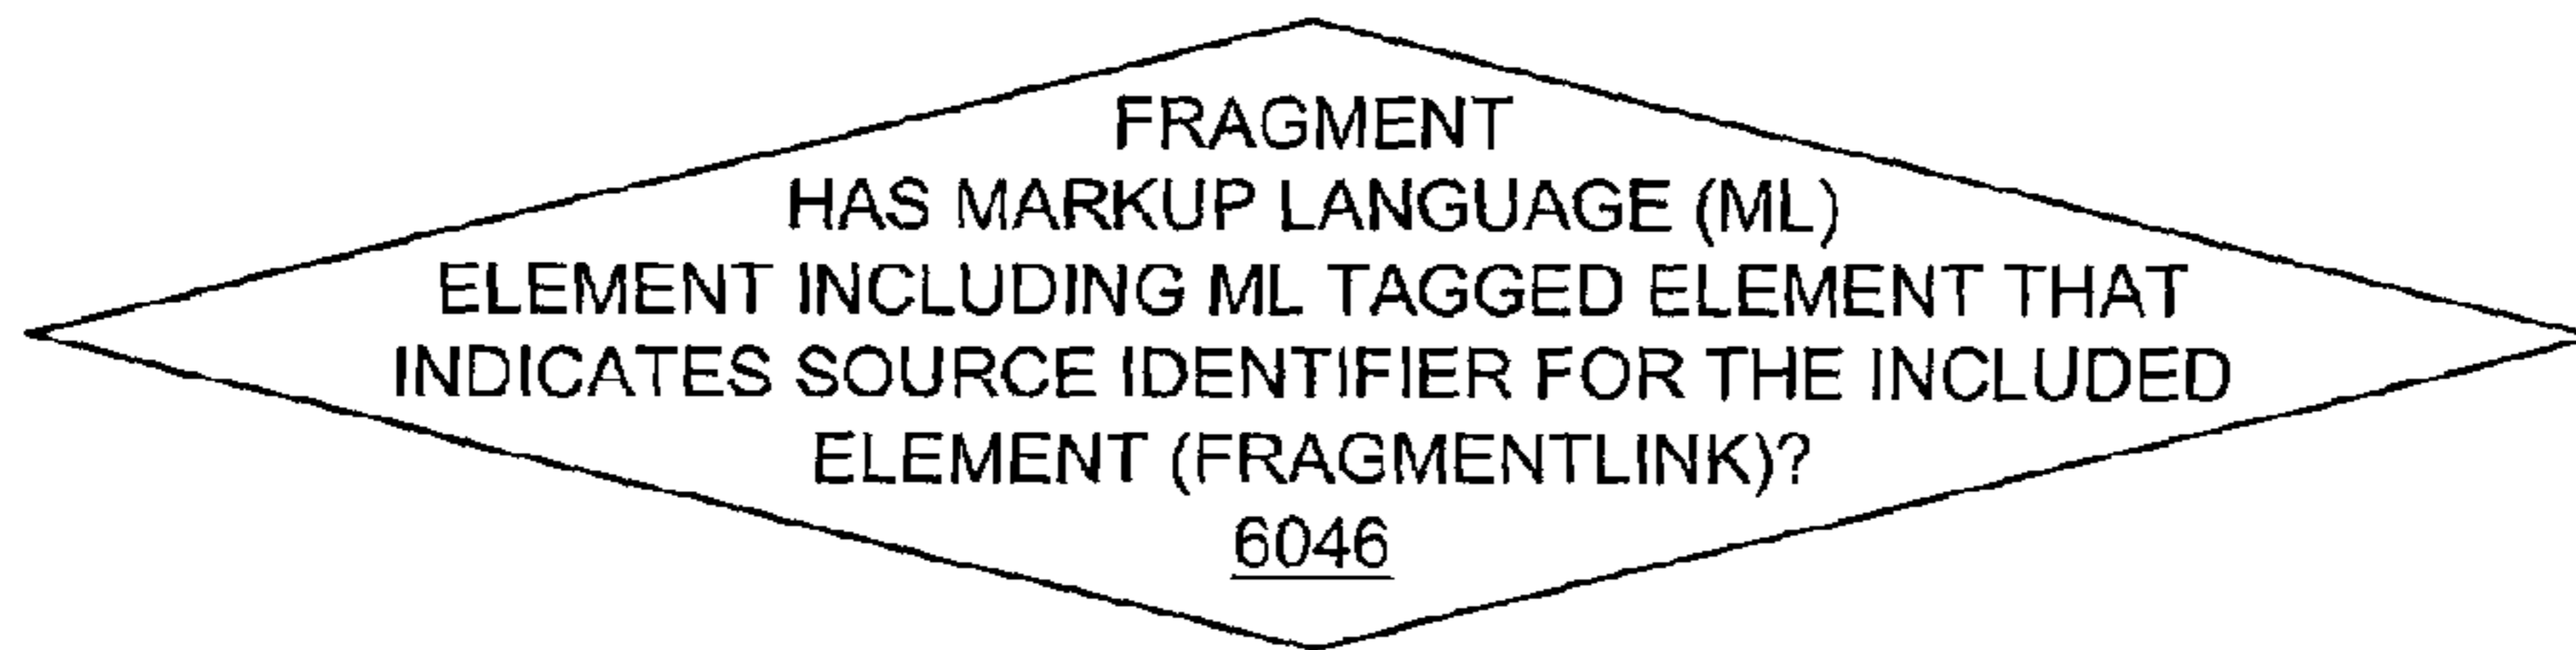 FRAGMENT
HAS MARKUP LANGUAGE (ML)
ELEMENT INCLUDING ML TAGGED ELEMENT THAT
INDICATES SOURCE IDENTIFIER FOR THE INCLUDED
ELEMENT (FRAGMENTLINK)?
6046